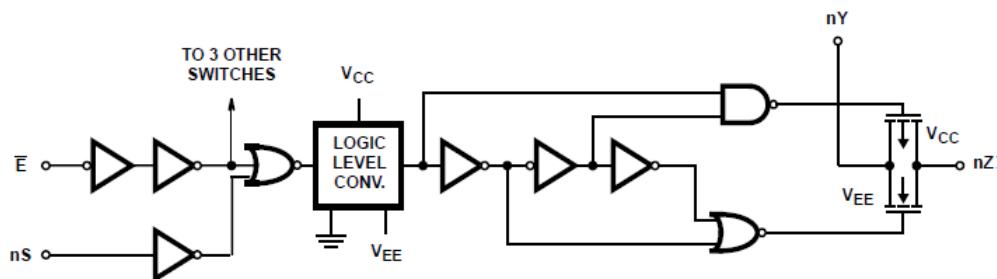 nY
TO 3 OTHER
SWITCHES
VCC
E
LOGIC
LEVEL
CONV.
VCC
nZ
VEE
VEE
nS